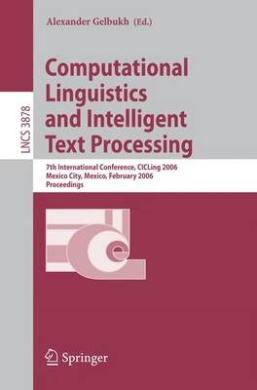 Alexander Gelbukh (Ed.)
LNCS 3878
Computational
Linguistics
and Intelligent
Text Processing
7th International Conference, CICLing 2006
Mexico City, Mexico, February 2006
Proceedings
Springer